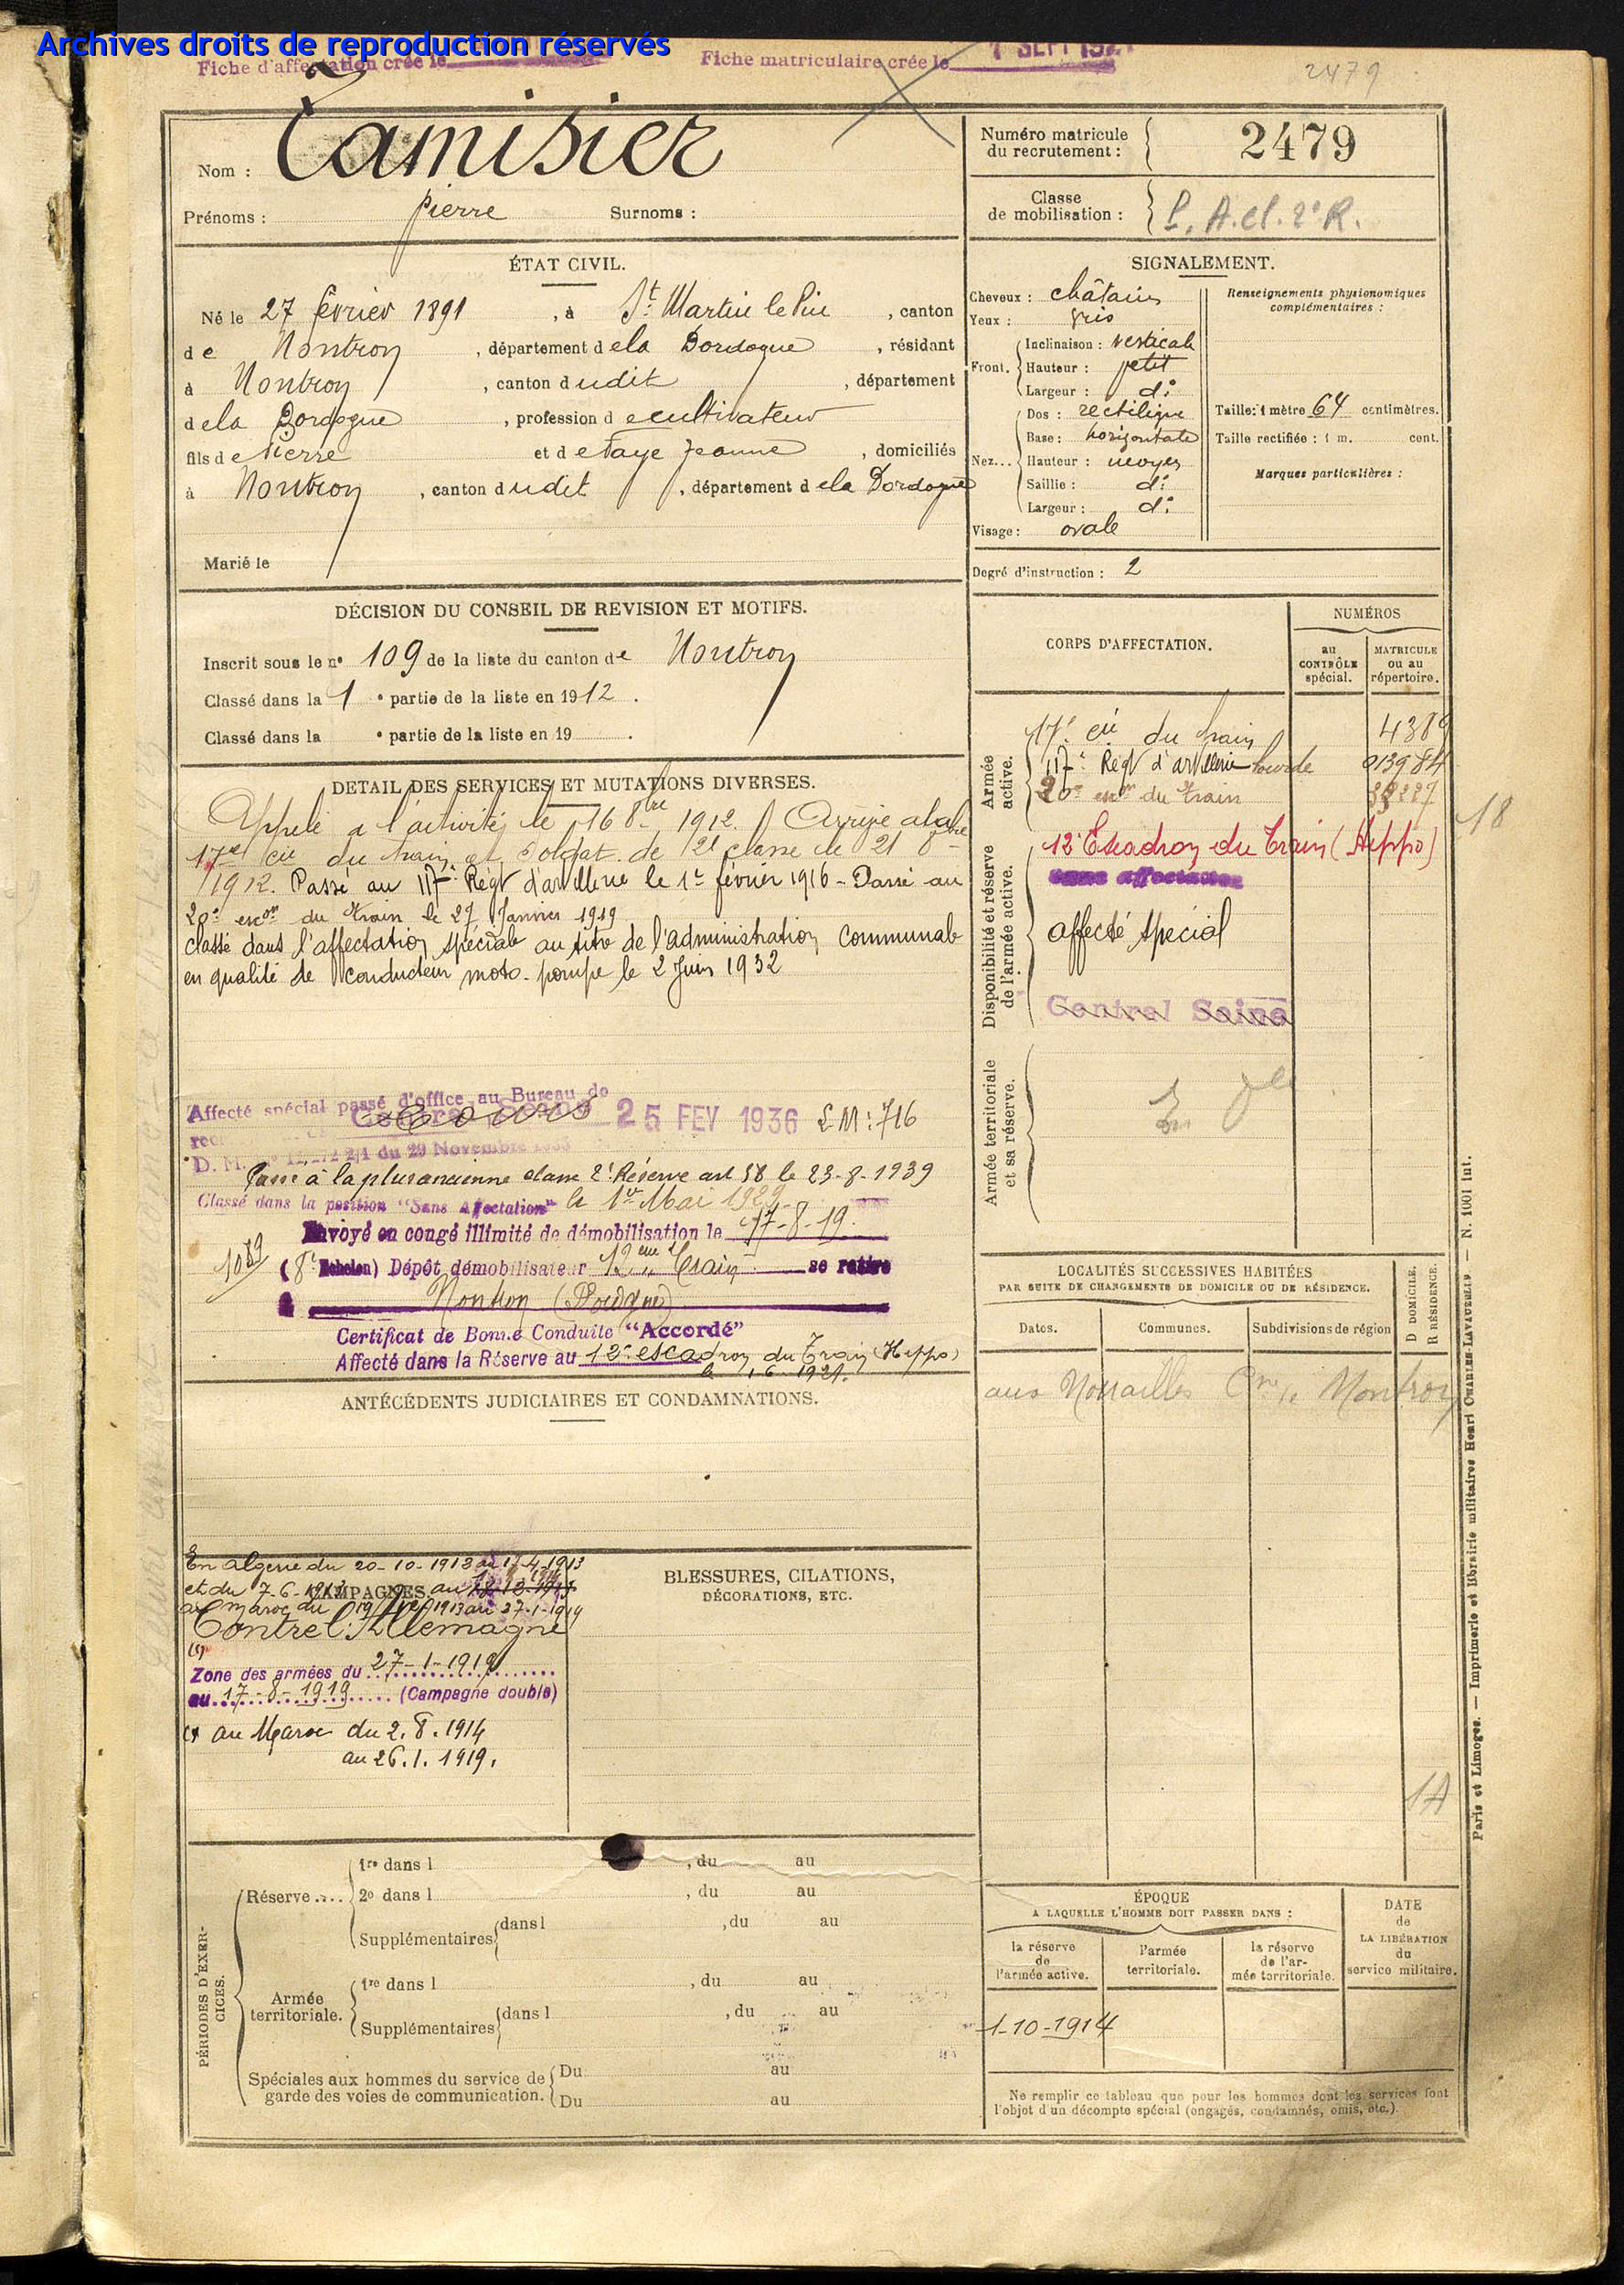 Archives droits de reproduction réservés
Fiche d'affectation crée le
Fiche matriculaire crée le 1 SEPT 192
2479
Nom : Tamisier
Prénoms : Pierre Surnoms :
Numéro matricule du recrutement : 2479
Classe de mobilisation : P. A. cl. 2e R.
ÉTAT CIVIL.
Né le 27 février 1891, à St Martin le Pin, canton
de Nontron, département de la Dordogne, résidant
à Nontron, canton dudit, département
de la Dordogne, profession de cultivateur
fils de Pierre et de Faye Jeanne, domiciliés
à Nontron, canton dudit, département de la Dordogne
Marié le
SIGNALEMENT.
Cheveux : châtains
Yeux : gris
Front. Inclinaison : verticale
Hauteur : petit
Largeur : do
Nez... Dos : rectiligne
Base : horizontale
Hauteur : moyen
Saillie : do
Largeur : do
Visage : ovale
Renseignements physionomiques complémentaires :
Taille : 1 mètre 64 centimètres.
Taille rectifiée : 1 m. cent.
Marques particulières :
Degré d'instruction : 2
DÉCISION DU CONSEIL DE REVISION ET MOTIFS.
Inscrit sous le no 109 de la liste du canton de Nontron
Classé dans la 1 e partie de la liste en 1912.
Classé dans la e partie de la liste en 19 .
CORPS D'AFFECTATION.
NUMÉROS
au CONTRÔLE spécial.
MATRICULE ou au répertoire.
Armée active.
17e cie du train 4389
117e Régt d'artillerie lourde 013984
20e escon du train
18
Disponibilité et réserve de l'armée active.
12e Escadron du Train (Hippo)
Sans affectation
affecté spécial
Central Seine
Armée territoriale et sa réserve.
DETAIL DES SERVICES ET MUTATIONS DIVERSES.
Appelé à l'activité le 16 8bre 1912. Arrivé à la
17e cie du train et soldat de 2e classe le 21 8bre
1912. Passé au 117e Régt d'artillerie le 1er février 1916 - Passé au
20e escon du train le 27 Janvier 1919
classé dans l'affectation spéciale au titre de l'administration communale
en qualité de conducteur moto-pompe le 2 Juin 1932
Affecté spécial passé d'office au Bureau de
Central Seine 25 FEV 1936 L M : 716
D. M. 2/1 du 29 Novembre 1935
Passé à la plus ancienne classe 2e Réserve art 58 le 23-8-1939
Classé dans la position "Sans Affectation" le 1er Mai 1929
Envoyé en congé illimité de démobilisation le 17-8-19.
1089 (8e Echelon) Dépôt démobilisateur 12eme Train se retire
à Nontron (Dordogne)
Certificat de Bonne Conduite "Accordé"
Affecté dans la Réserve au 12e escadron du Train (Hippo)
le 1.6.1921.
LOCALITÉS SUCCESSIVES HABITÉES
PAR SUITE DE CHANGEMENTS DE DOMICILE OU DE RÉSIDENCE.
Dates.
Communes.
Subdivisions de région
D DOMICILE. R RÉSIDENCE.
aux Nouailles Cne de Nontron
1A
ANTÉCÉDENTS JUDICIAIRES ET CONDAMNATIONS.
CAMPAGNES
En Algérie du 20-10-1912 au 17-4-1913
et du 7-6-1913 au
au Maroc du 1913 au 27-1-1919
Contre l'Allemagne
Zone des armées du 27-1-1919
au 17-8-1919 (Campagne double)
(1) au Maroc du 2.8.1914
au 26.1.1919.
BLESSURES, CITATIONS,
DÉCORATIONS, ETC.
PÉRIODES D'EXERCICES.
Réserve....
1re dans l , du au
2e dans l , du au
Supplémentaires dans l , du au
Armée territoriale.
1re dans l , du au
Supplémentaires dans l , du au
Spéciales aux hommes du service de garde des voies de communication.
Du au
Du au
ÉPOQUE
A LAQUELLE L'HOMME DOIT PASSER DANS :
la réserve de l'armée active.
l'armée territoriale.
la réserve de l'armée territoriale.
DATE de LA LIBÉRATION du service militaire.
1-10-1914
Ne remplir ce tableau que pour les hommes dont les services font
l'objet d'un décompte spécial (engagés, condamnés, omis, etc.).
Paris et Limoges. — Imprimerie et librairie militaires Henri CHARLES-LAVAUZELLE. — N. 1001 int.